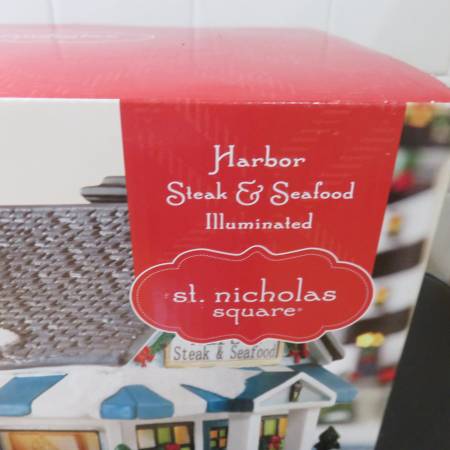 Harbor
Steak & Seafood
Illuminated
st. nicholas
square®
Steak & Seafood